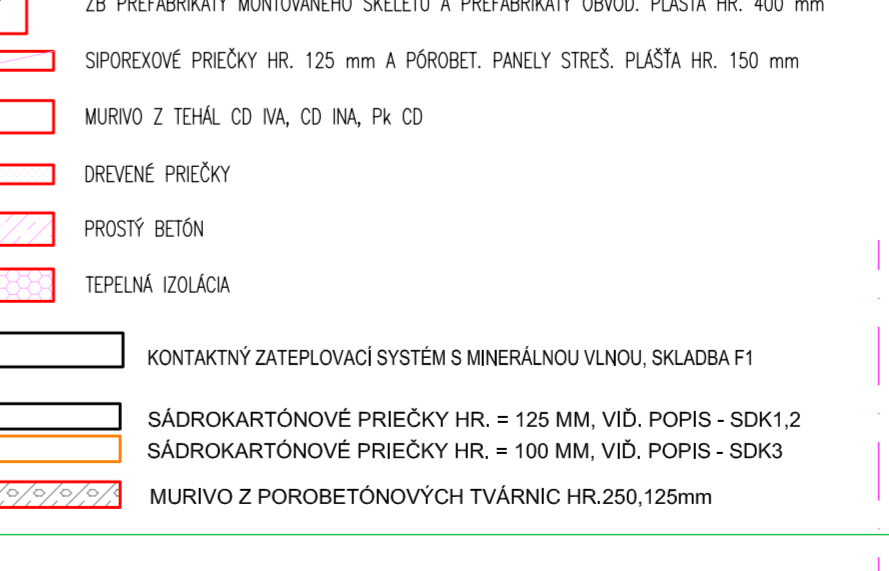 ŽB PREFABRIKÁTY MONTOVANÉHO SKELETU A PREFABRIKÁTY OBVOD. PLÁŠŤA HR. 400 mm
SIPOREXOVÉ PRIEČKY HR. 125 mm A PÓROBET. PANELY STREŠ. PLÁŠŤA HR. 150 mm
MURIVO Z TEHÁL CD IVA, CD INA, Pk CD
DREVENÉ PRIEČKY
PROSTÝ BETÓN
TEPELNÁ IZOLÁCIA
KONTAKTNÝ ZATEPLOVACÍ SYSTÉM S MINERÁLNOU VLNOU, SKLADBA F1
SÁDROKARTÓNOVÉ PRIEČKY HR. = 125 MM, VIĎ. POPIS - SDK1,2
SÁDROKARTÓNOVÉ PRIEČKY HR. = 100 MM, VIĎ. POPIS - SDK3
MURIVO Z POROBETÓNOVÝCH TVÁRNIC HR.250,125mm